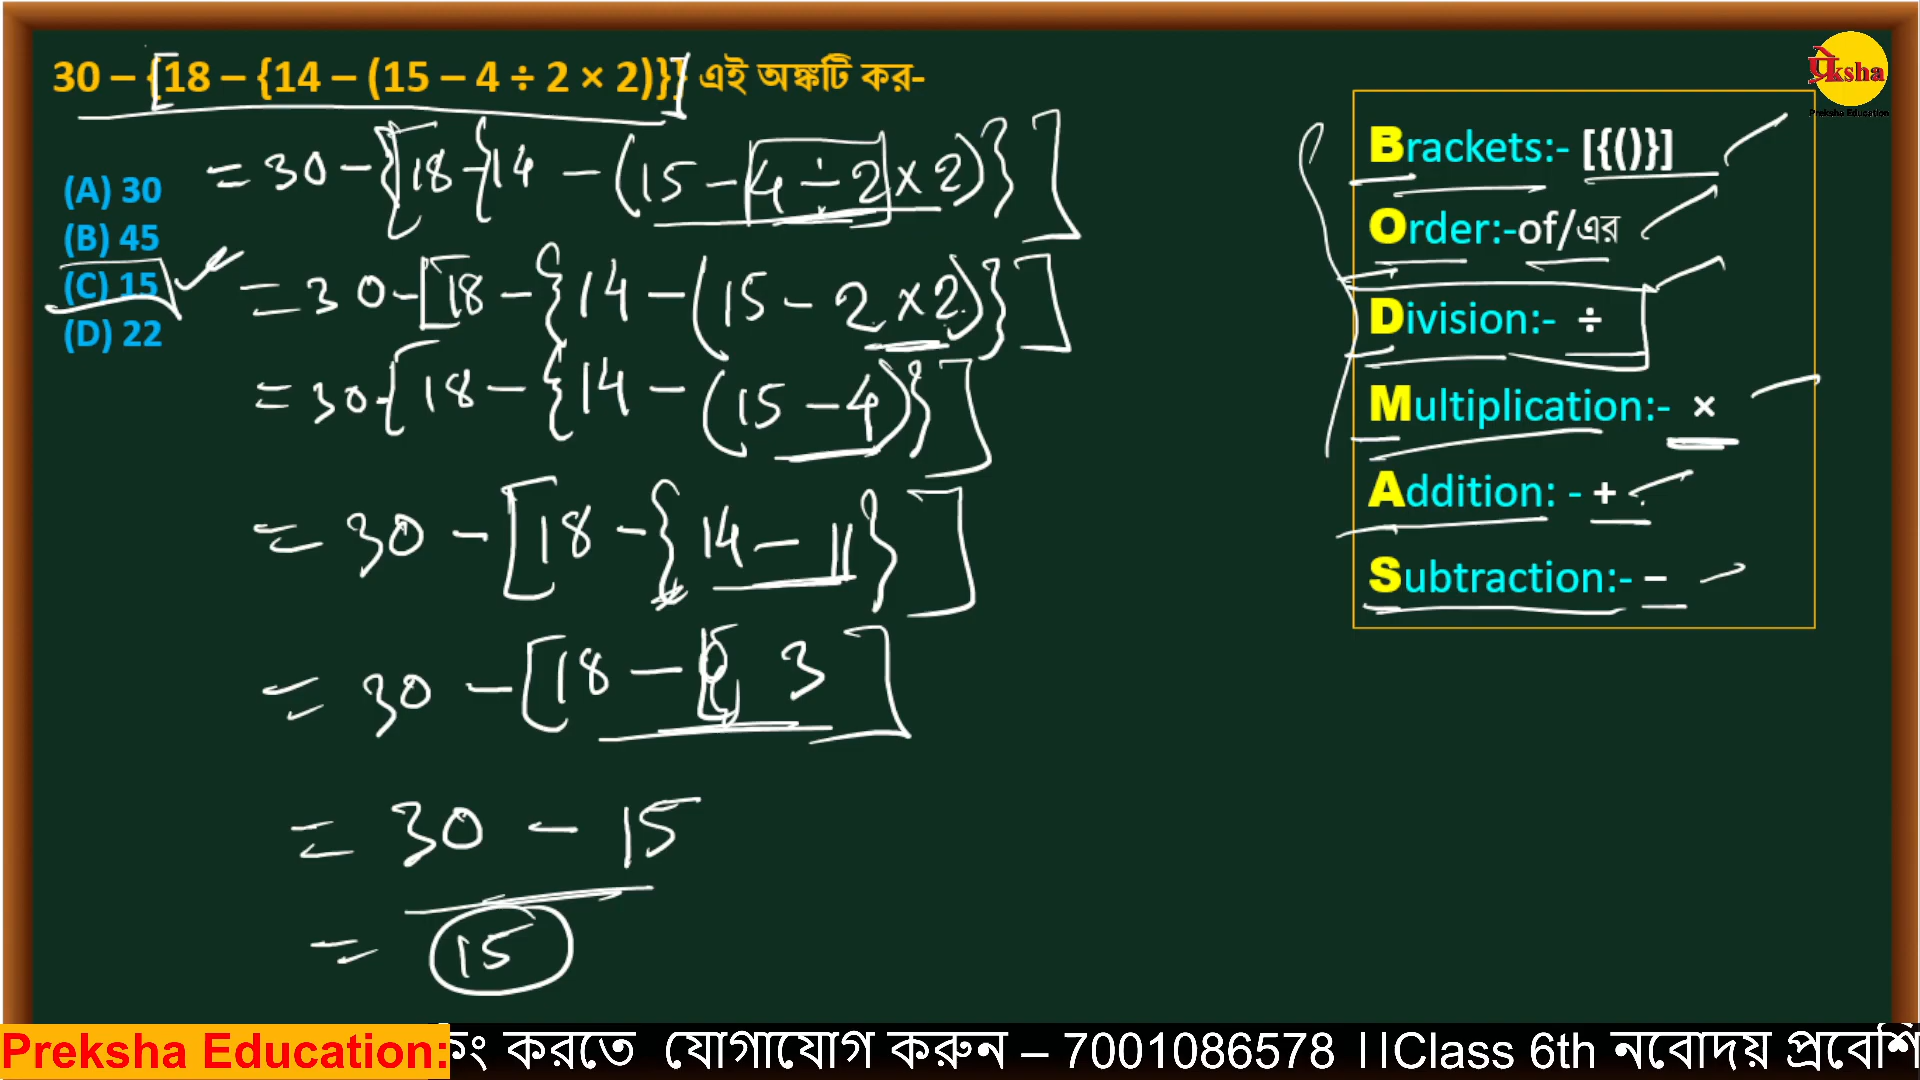 30 – {18 – {14 – (15 – 4 ÷ 2 × 2)}] এই অঙ্কটি কর-
(A) 30
(B) 45
(C) 15
(D) 22
= 30 - [18 - {14 - (15 - 4 ÷ 2 × 2)}]
= 30 - [18 - {14 - (15 - 2 × 2)}]
= 30 - [18 - {14 - (15 - 4)}]
= 30 - [18 - {14 - 11}]
= 30 - [18 - 3]
= 30 - 15
= 15
प्रेksha
Preksha Education
Brackets:- [{()}]
Order:-of/এর
Division:- ÷
Multiplication:- ×
Addition: - +
Subtraction:- –
Preksha Education: করতে যোগাযোগ করুন – 7001086578 ।।Class 6th নবোদয়